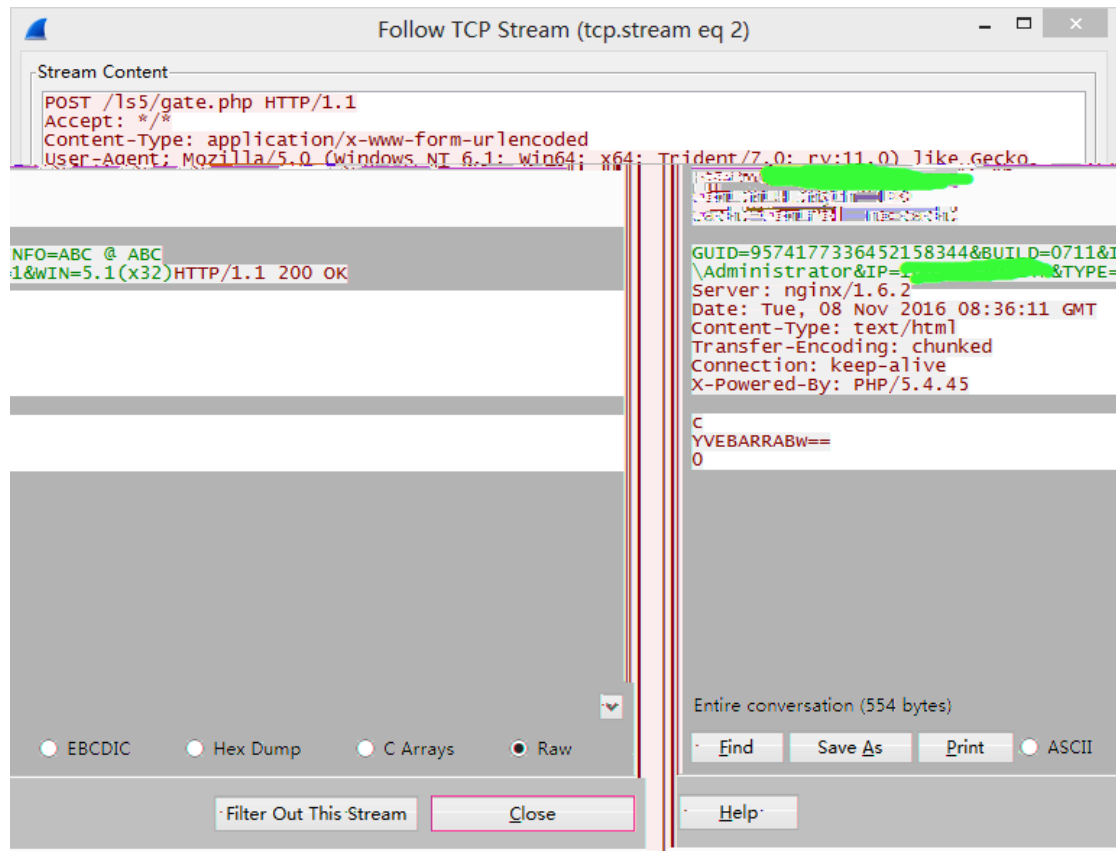 Follow TCP Stream (tcp.stream eq 2)
Stream Content
POST /ls5/gate.php HTTP/1.1
Accept: */*
Content-Type: application/x-www-form-urlencoded
User-Agent: Mozilla/5.0 (Windows NT 6.1; Win64; x64; Trident/7.0; rv:11.0) like Gecko
NFO=ABC @ ABC
=1&WIN=5.1(x32)HTTP/1.1 200 OK
GUID=9574177336452158344&BUILD=0711&I
\Administrator&IP=1 &TYPE=
Server: nginx/1.6.2
Date: Tue, 08 Nov 2016 08:36:11 GMT
Content-Type: text/html
Transfer-Encoding: chunked
Connection: keep-alive
X-Powered-By: PHP/5.4.45
c
YVEBARRABw==
0
Entire conversation (554 bytes)
EBCDIC Hex Dump C Arrays Raw
Find Save As Print ASCII
Filter Out This Stream Close
Help